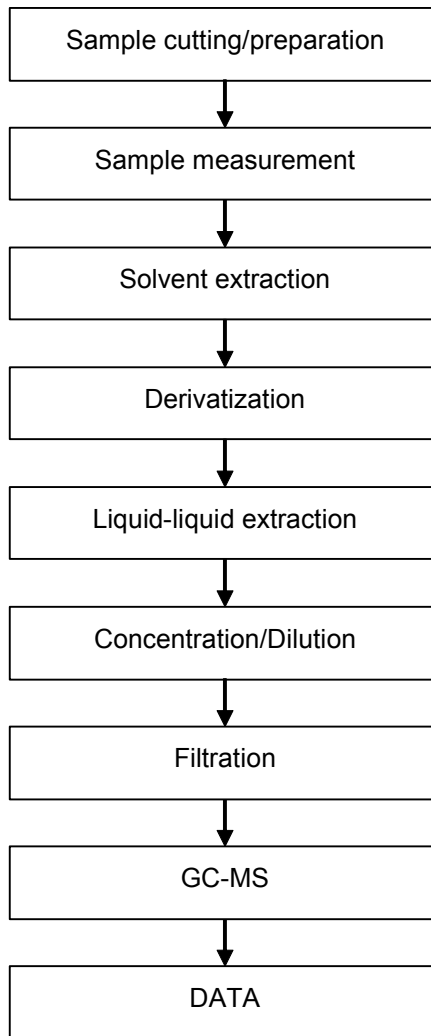 Sample cutting/preparation
Sample measurement
Solvent extraction
Derivatization
Liquid-liquid extraction
Concentration/Dilution
Filtration
GC-MS
DATA